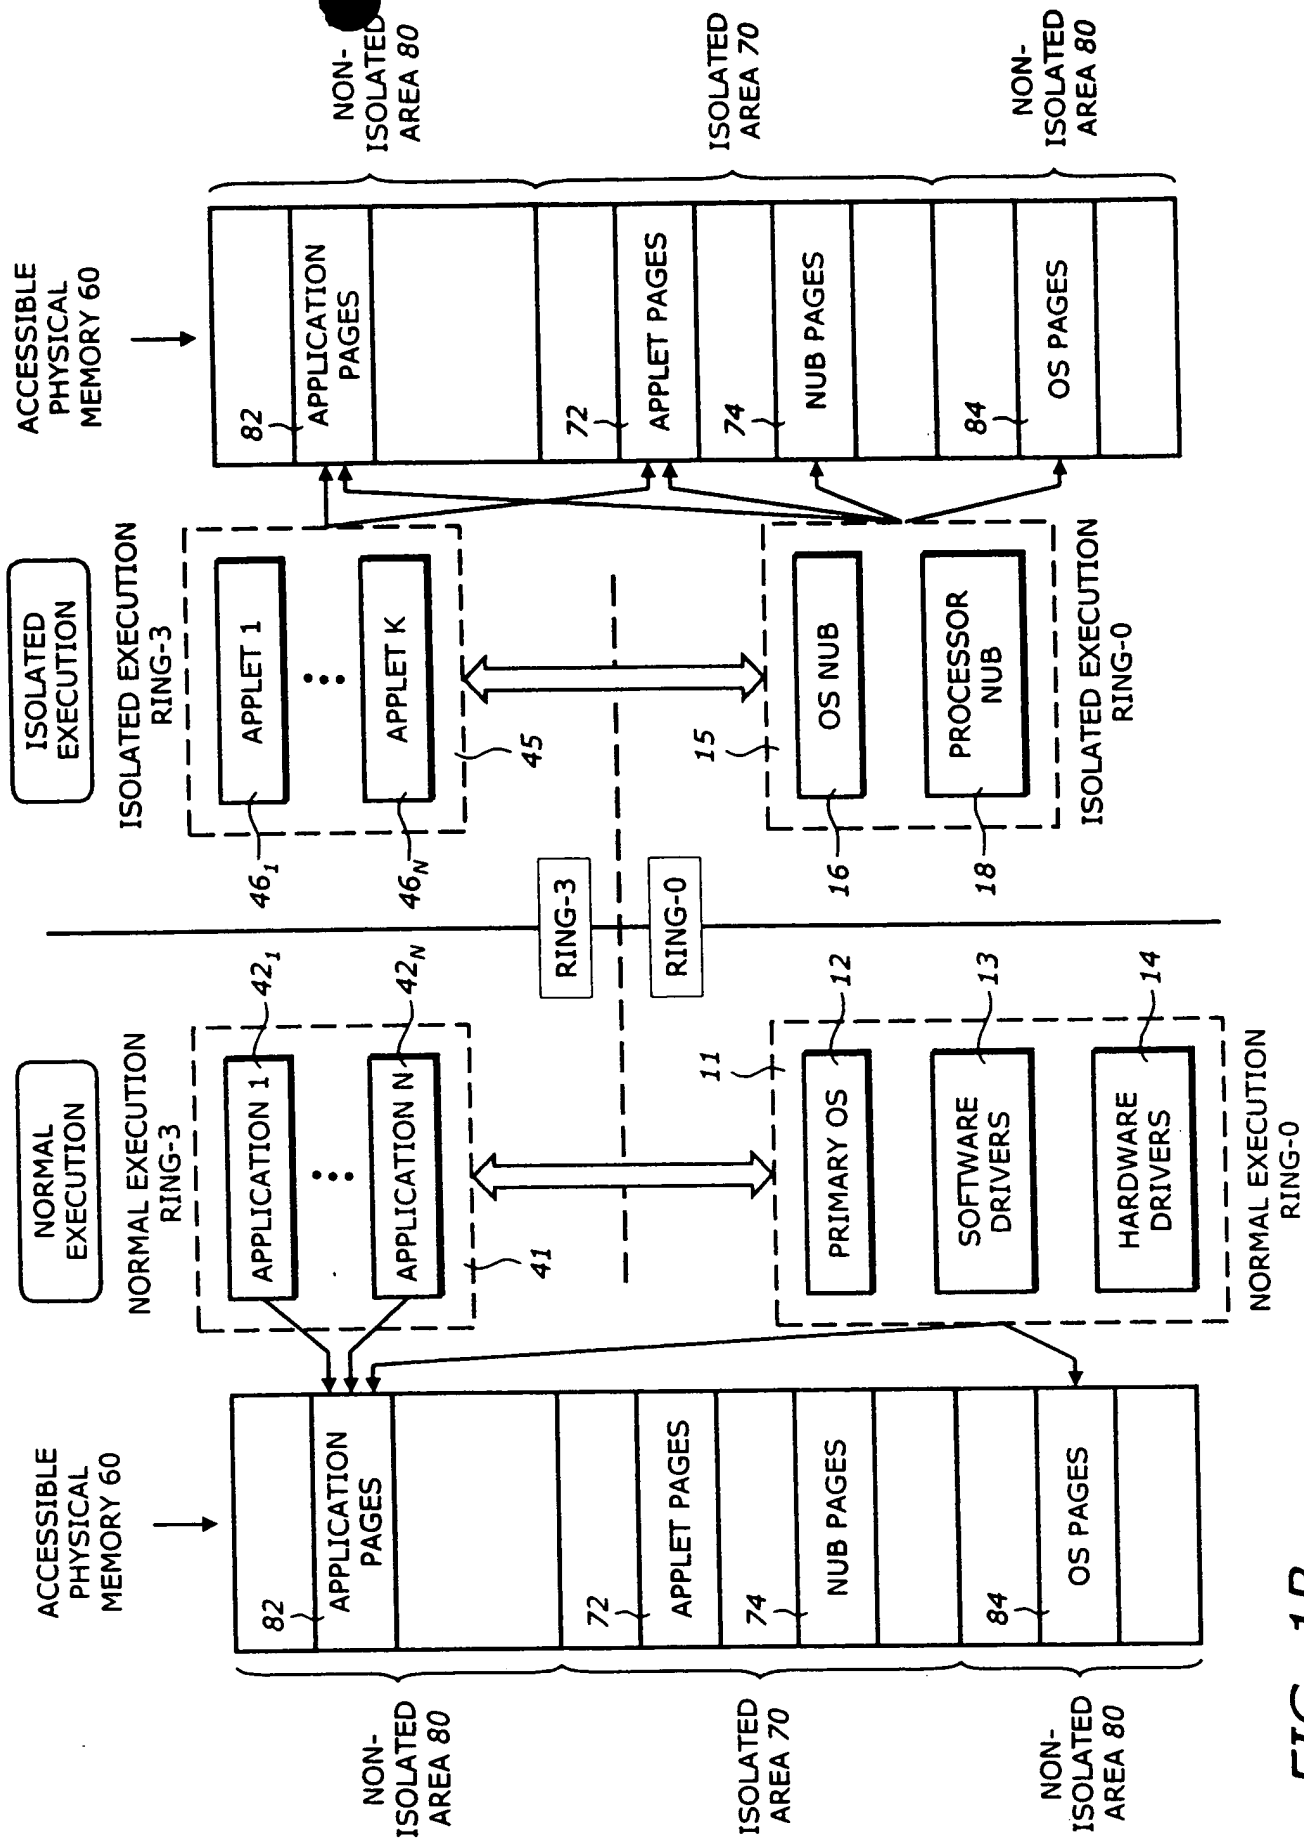 ACCESSIBLE
PHYSICAL
MEMORY 60
NON-
ISOLATED
AREA 80
ISOLATED
AREA 70
NON-
ISOLATED
AREA 80
82
APPLICATION
PAGES
72
APPLET PAGES
74
NUB PAGES
84
OS PAGES
NORMAL
EXECUTION
NORMAL EXECUTION
RING-3
APPLICATION 1
42₁
APPLICATION N
42N
41
11
PRIMARY OS
12
SOFTWARE
DRIVERS
13
HARDWARE
DRIVERS
14
NORMAL EXECUTION
RING-0
RING-3
RING-0
ISOLATED
EXECUTION
ISOLATED EXECUTION
RING-3
46₁
APPLET 1
46N
APPLET K
45
15
16
OS NUB
18
PROCESSOR
NUB
ISOLATED EXECUTION
RING-0
ACCESSIBLE
PHYSICAL
MEMORY 60
82
APPLICATION
PAGES
72
APPLET PAGES
74
NUB PAGES
84
OS PAGES
NON-
ISOLATED
AREA 80
ISOLATED
AREA 70
NON-
ISOLATED
AREA 80
FIG. 1B